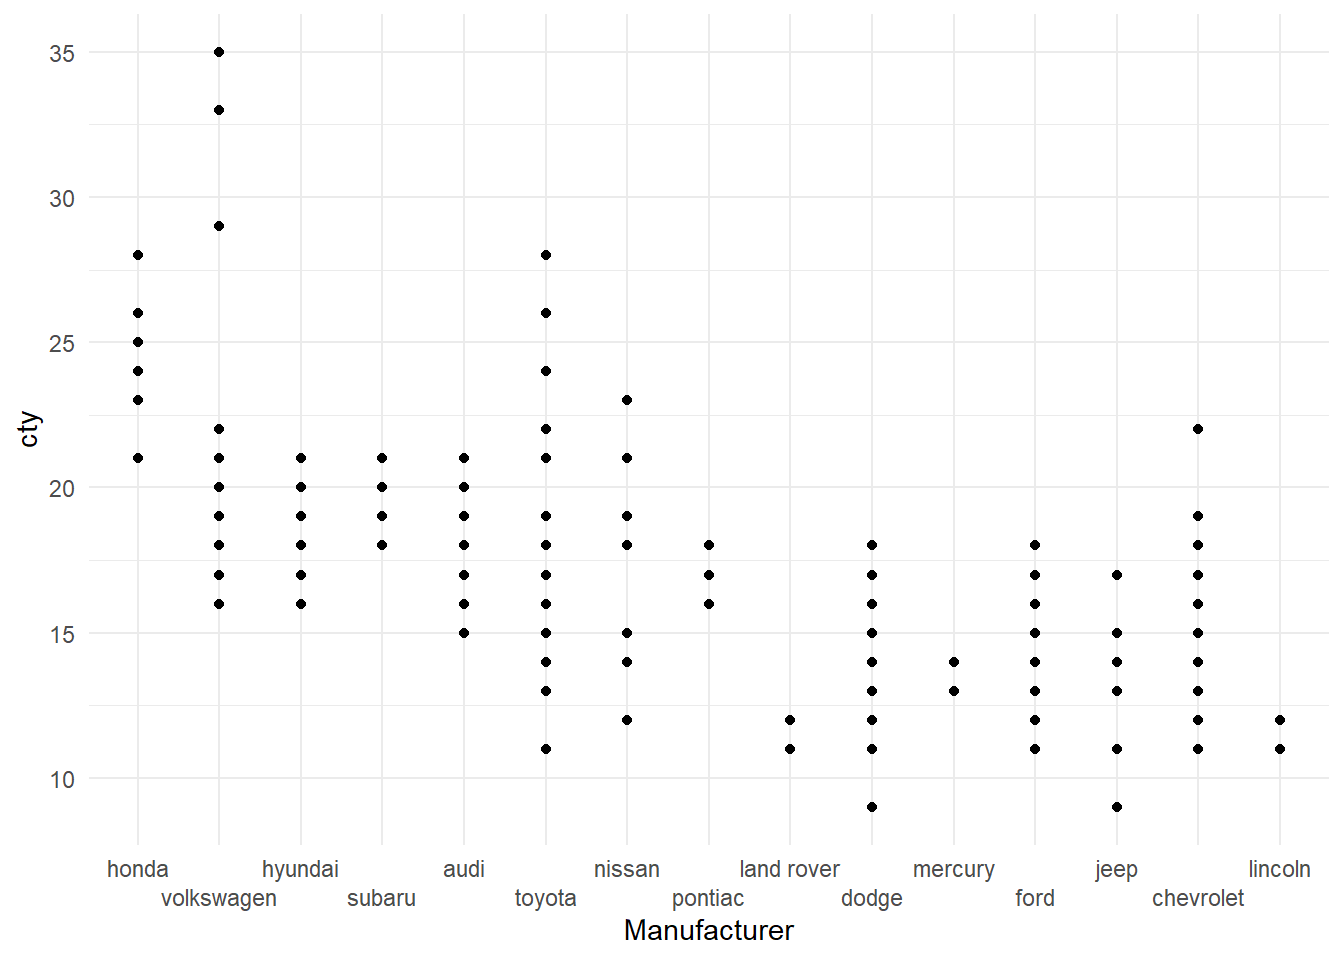 35
30
25
20
15
10
cty
honda hyundai audi nissan land rover mercury jeep lincoln
volkswagen subaru toyota pontiac dodge ford chevrolet
Manufacturer